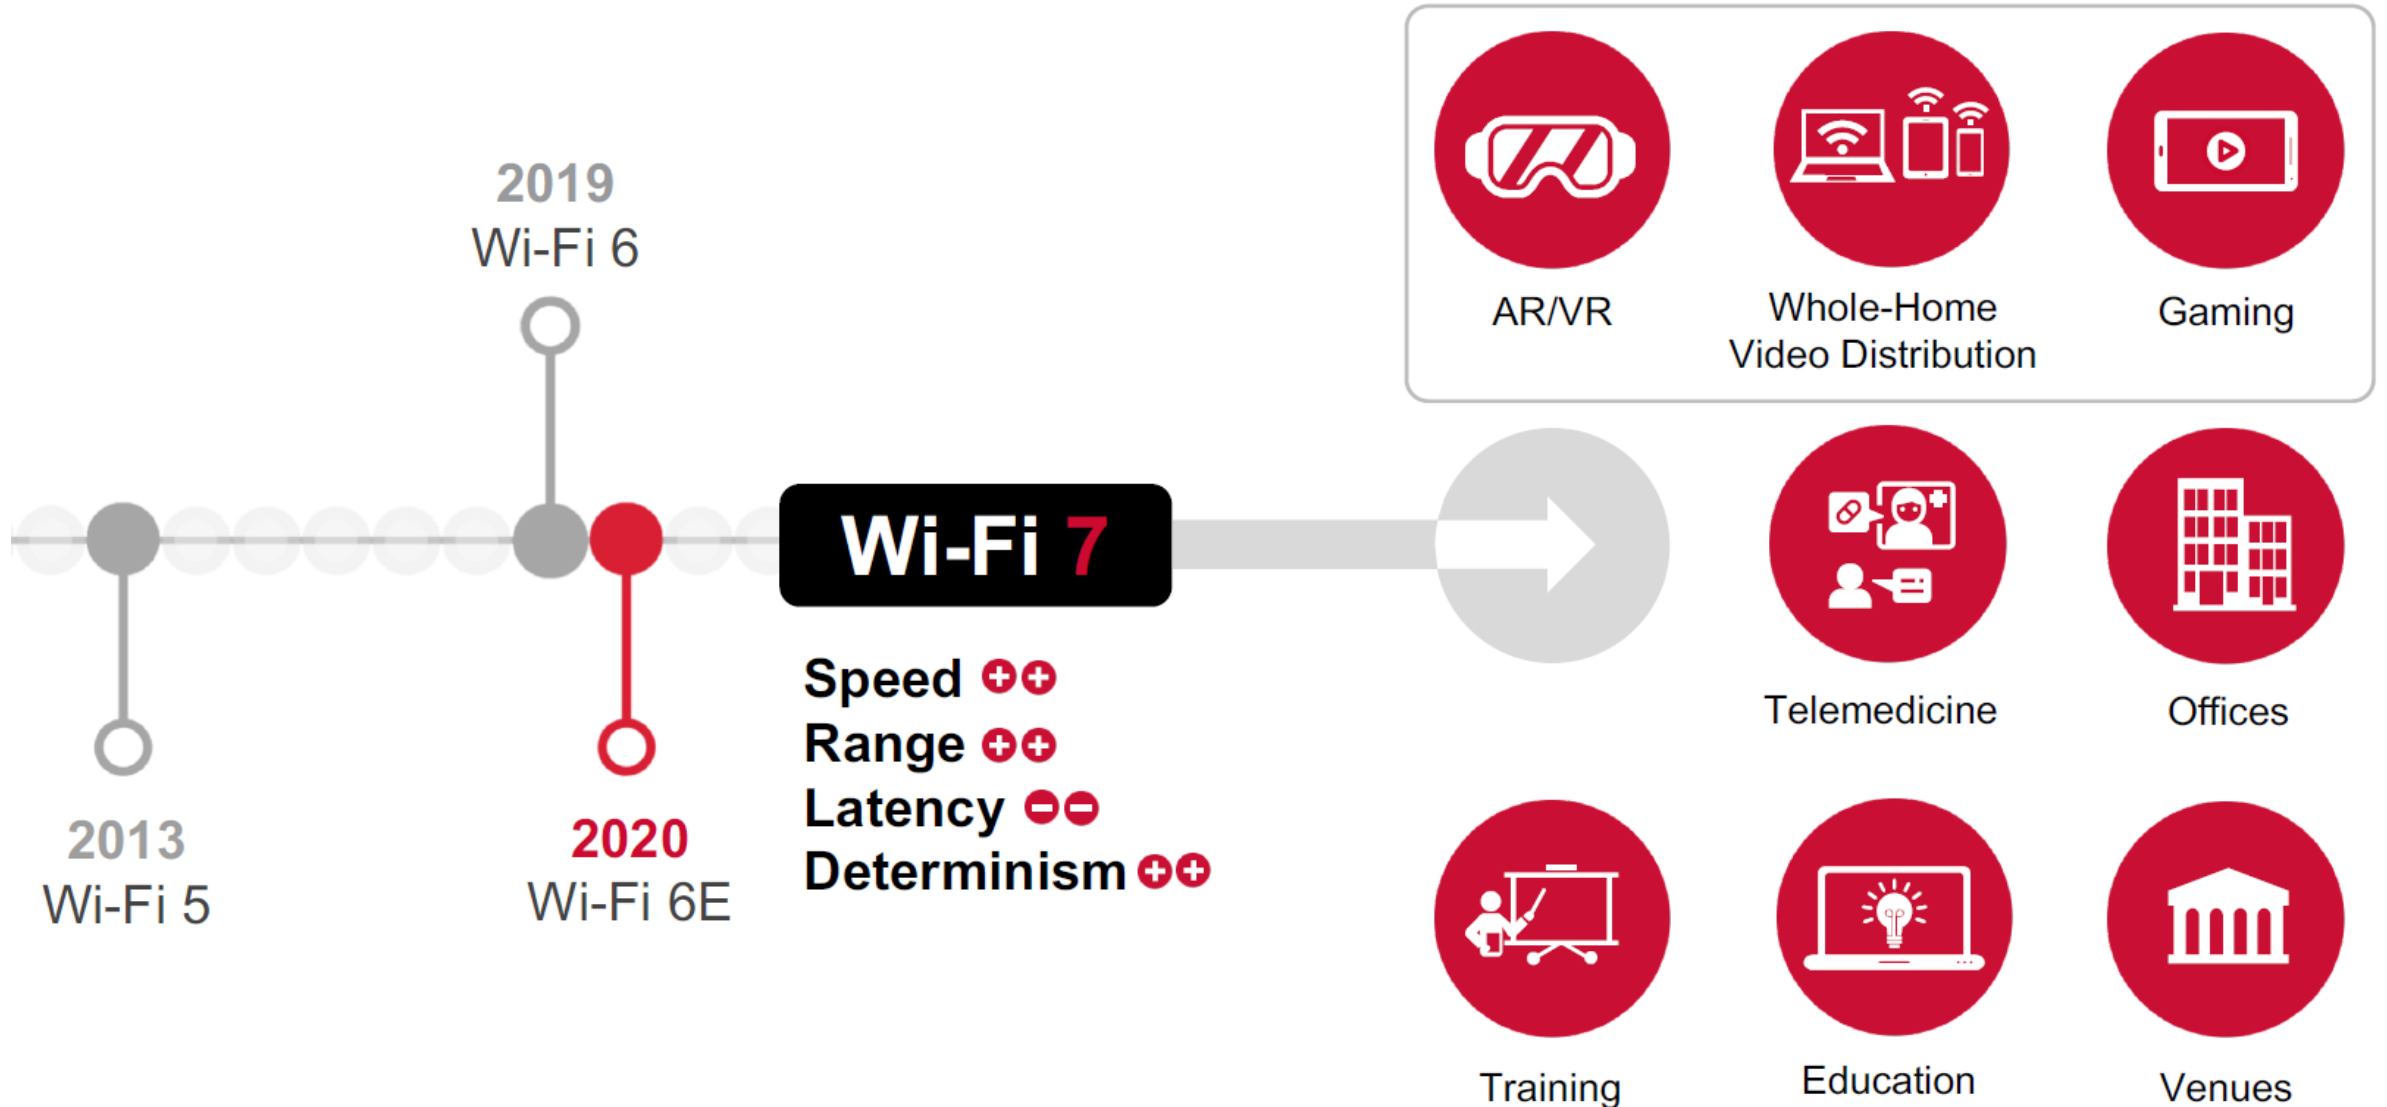 2019
Wi-Fi 6
2013
Wi-Fi 5
2020
Wi-Fi 6E
Wi-Fi 7
Speed ++
Range ++
Latency −−
Determinism ++
AR/VR
Whole-Home
Video Distribution
Gaming
Telemedicine
Offices
Training
Education
Venues